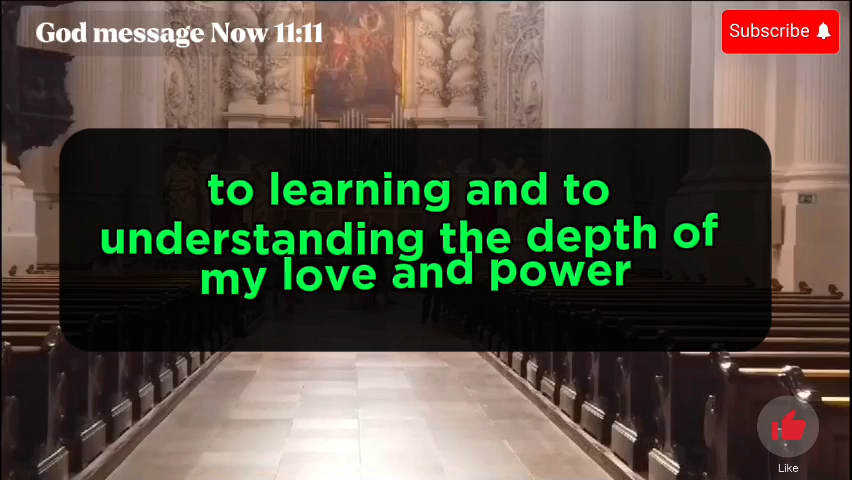 God message Now 11:11
Subscribe
to learning and to
understanding the depth of
my love and power
Like